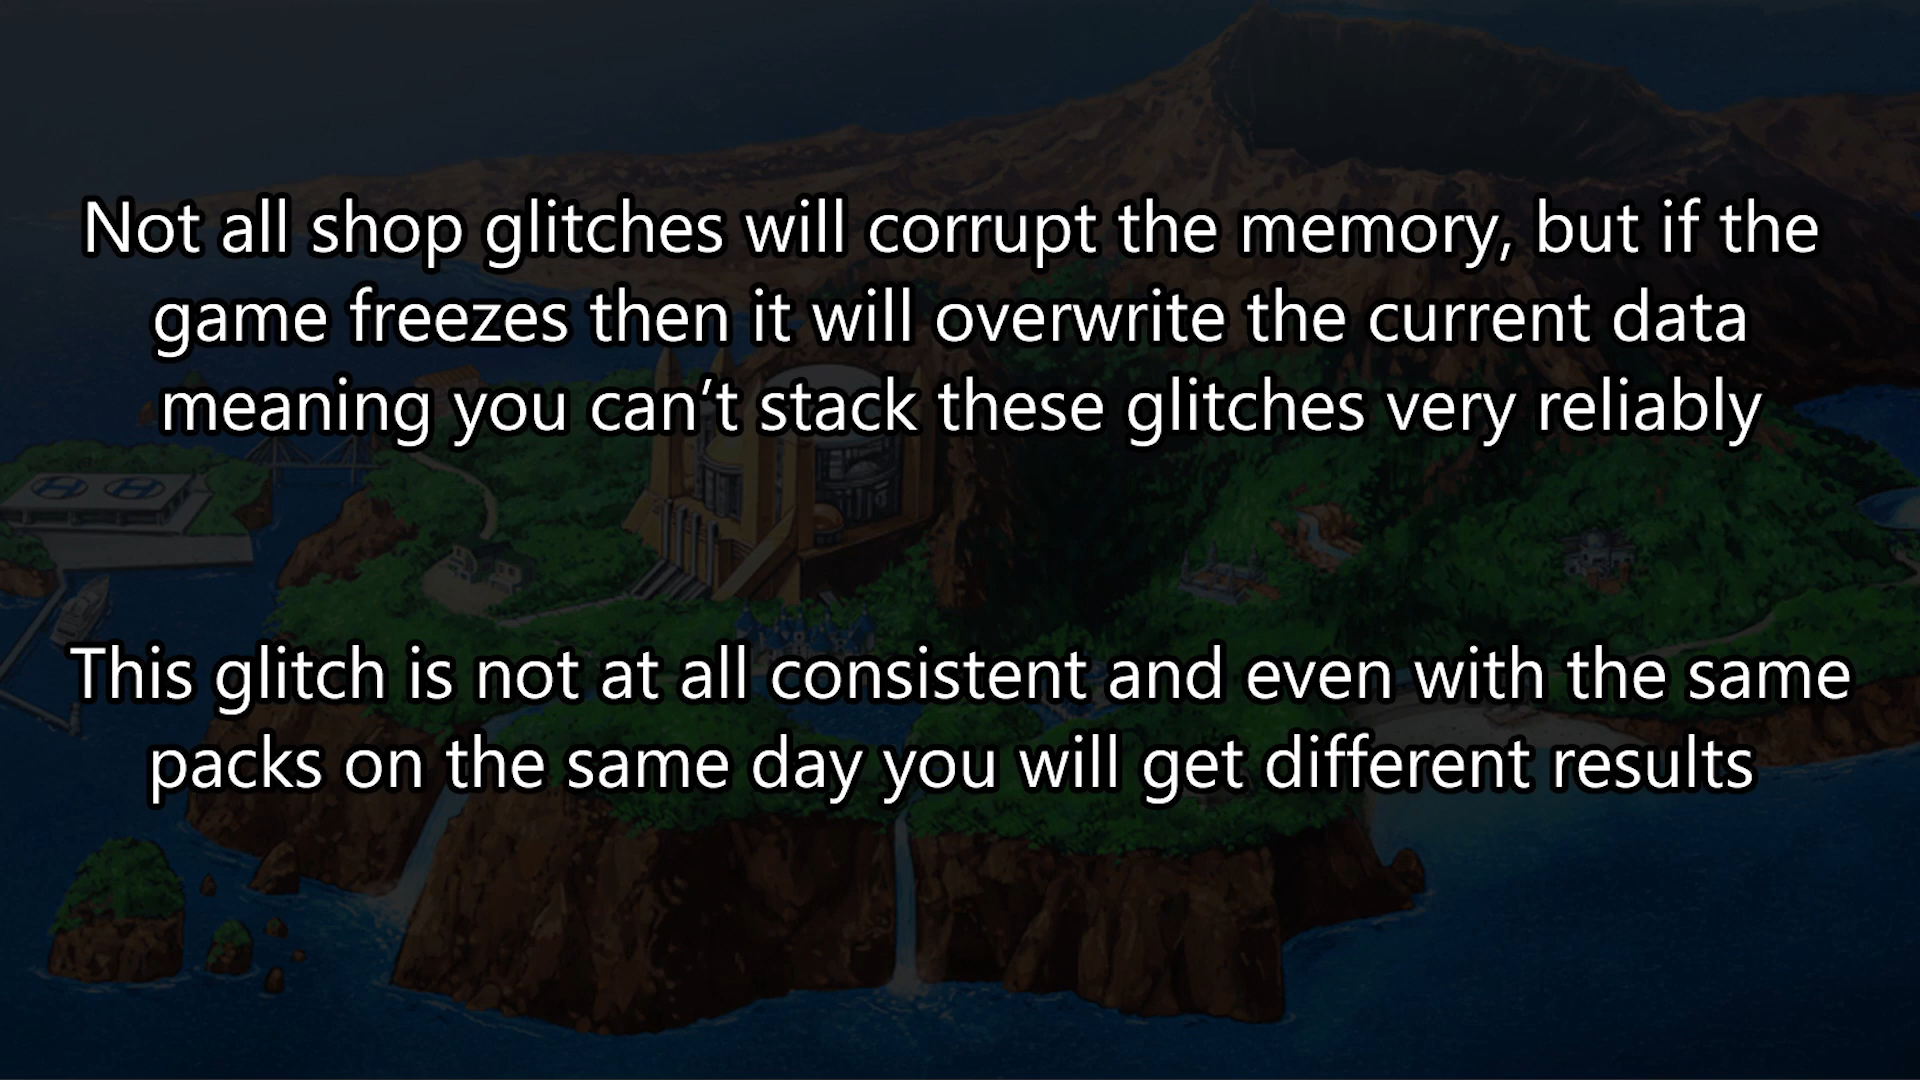 Not all shop glitches will corrupt the memory, but if the
game freezes then it will overwrite the current data
meaning you can’t stack these glitches very reliably
This glitch is not at all consistent and even with the same
packs on the same day you will get different results